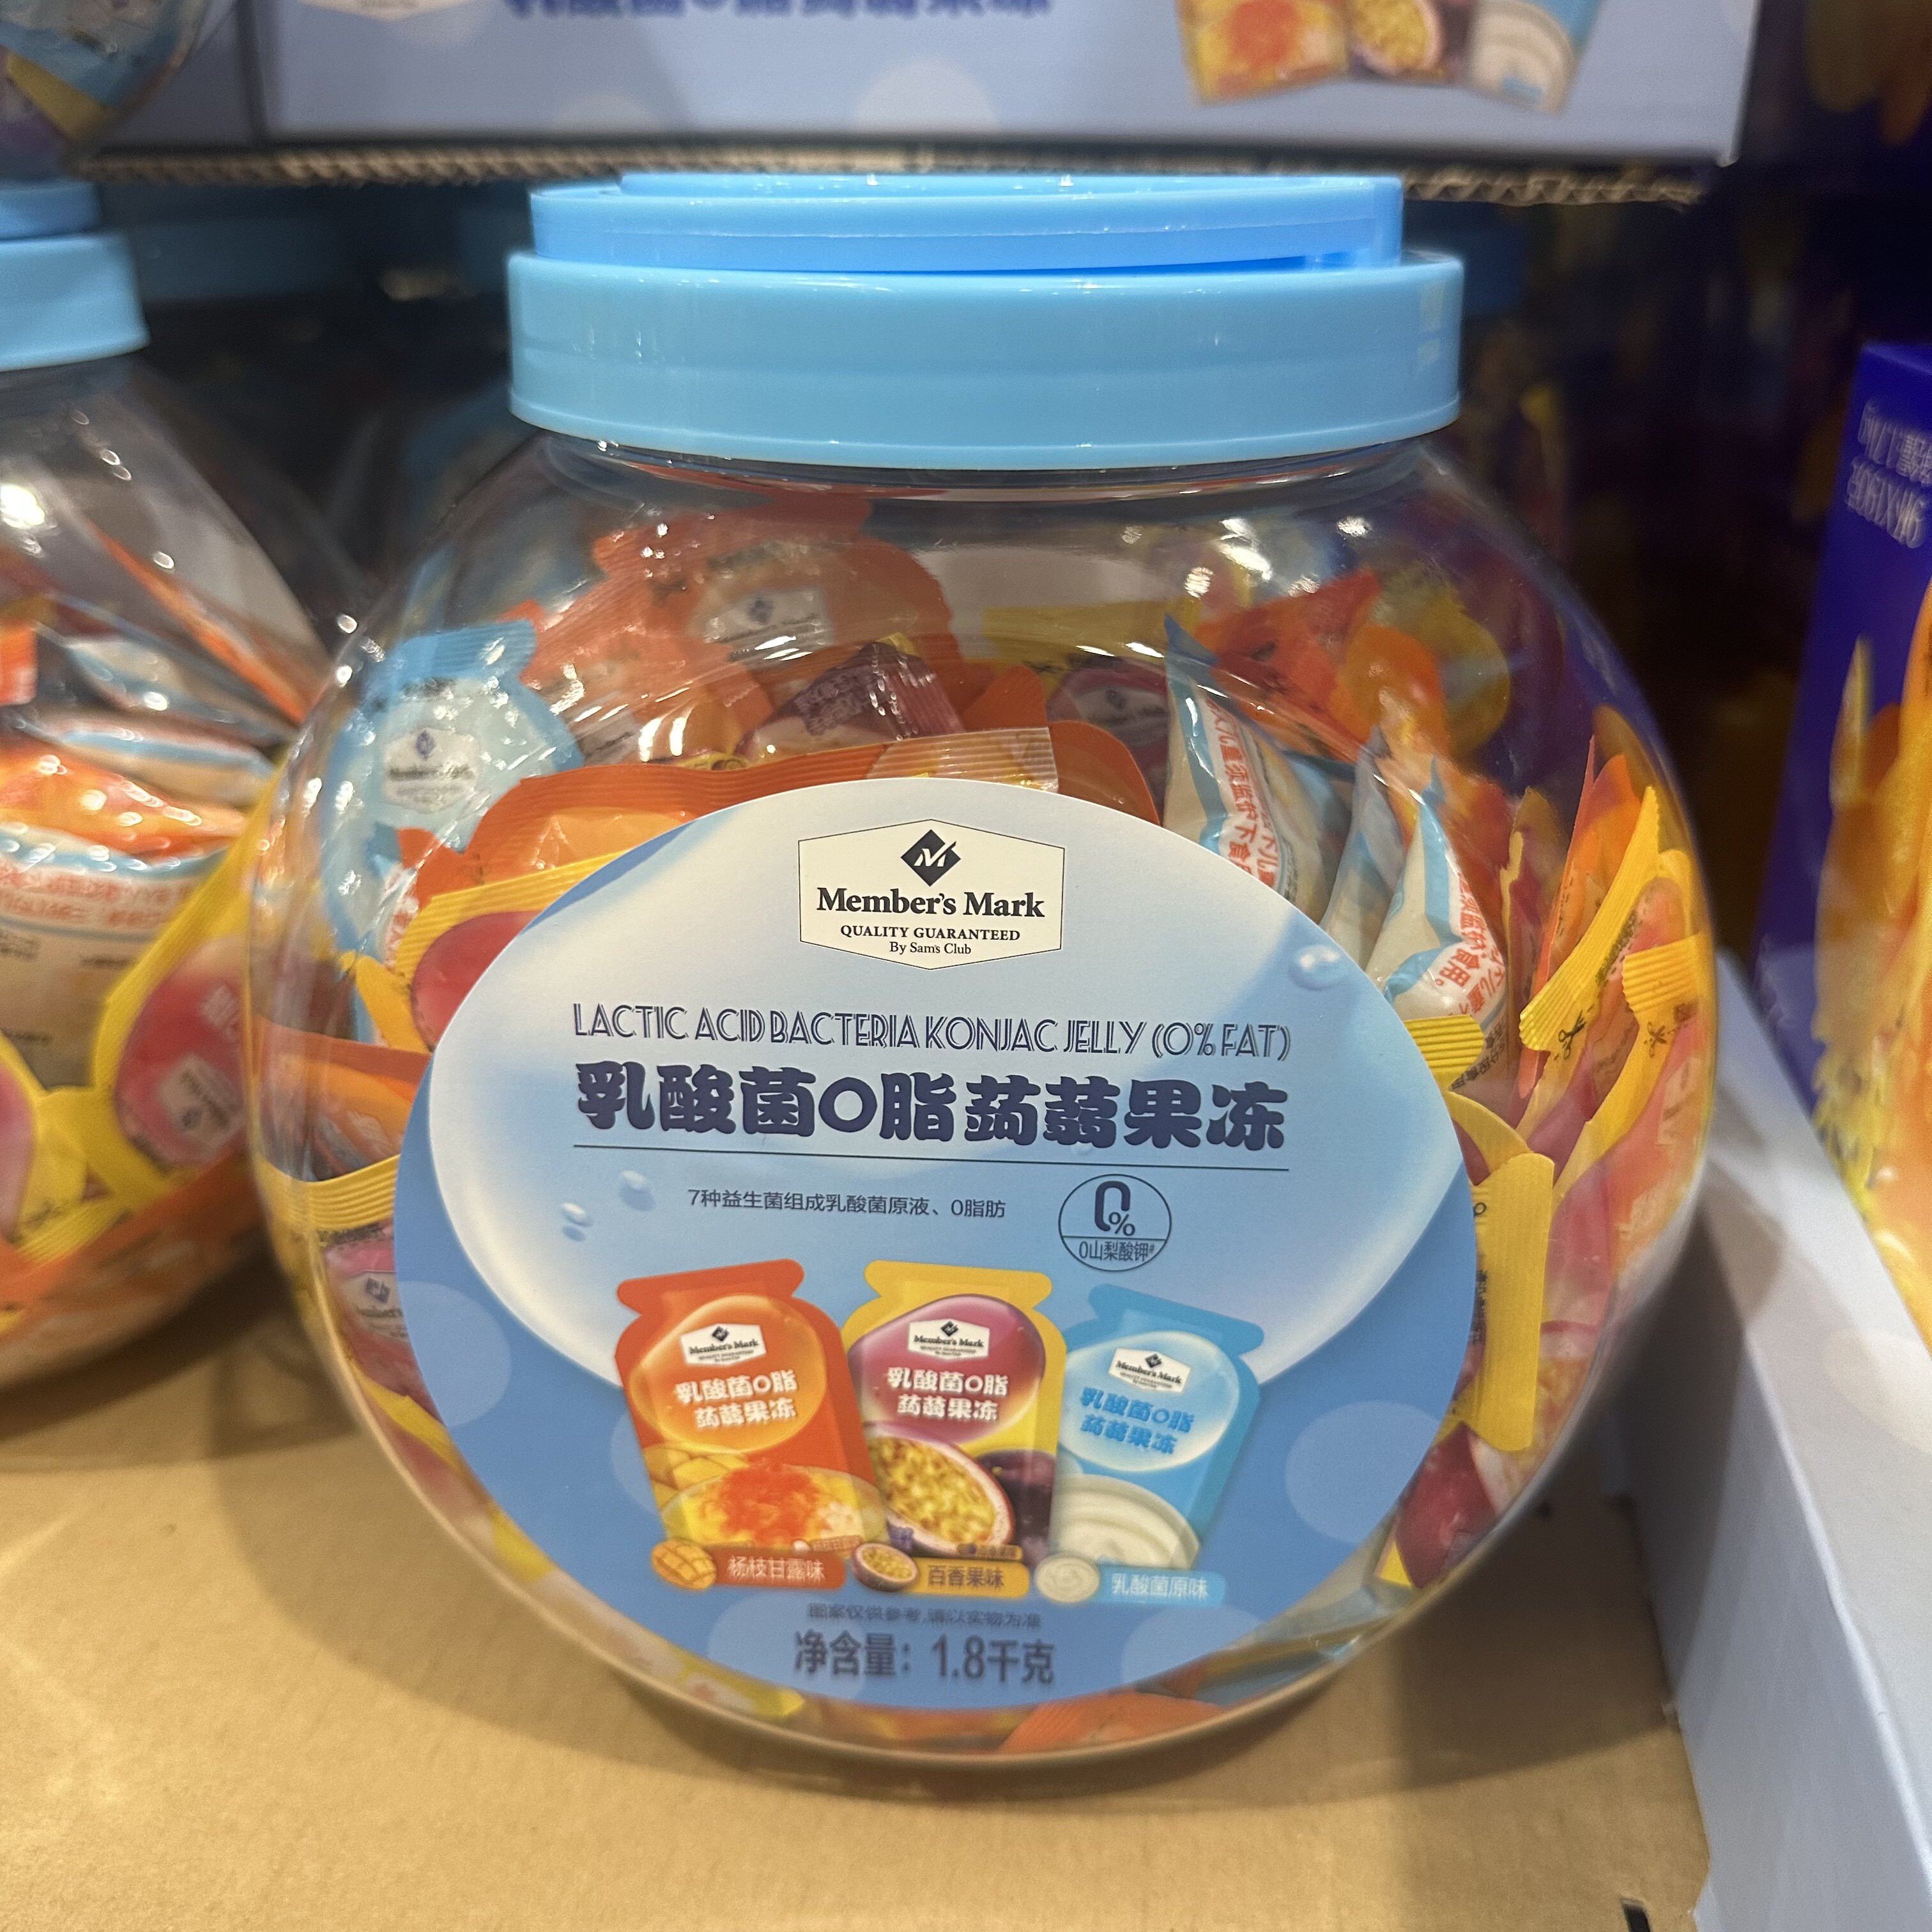 Member's Mark
QUALITY GUARANTEED
By Sam's Club
LACTIC ACID BACTERIA KONJAC JELLY (0% FAT)
乳酸菌0脂蒟蒻果冻
7种益生菌组成乳酸菌原液、0脂肪
0%
0山梨酸钾#
Member's Mark
乳酸菌0脂
蒟蒻果冻
Member's Mark
乳酸菌0脂
蒟蒻果冻
Member's Mark
乳酸菌0脂
蒟蒻果冻
杨枝甘露味
百香果味
乳酸菌原味
图案仅供参考,请以实物为准
净含量：1.8千克